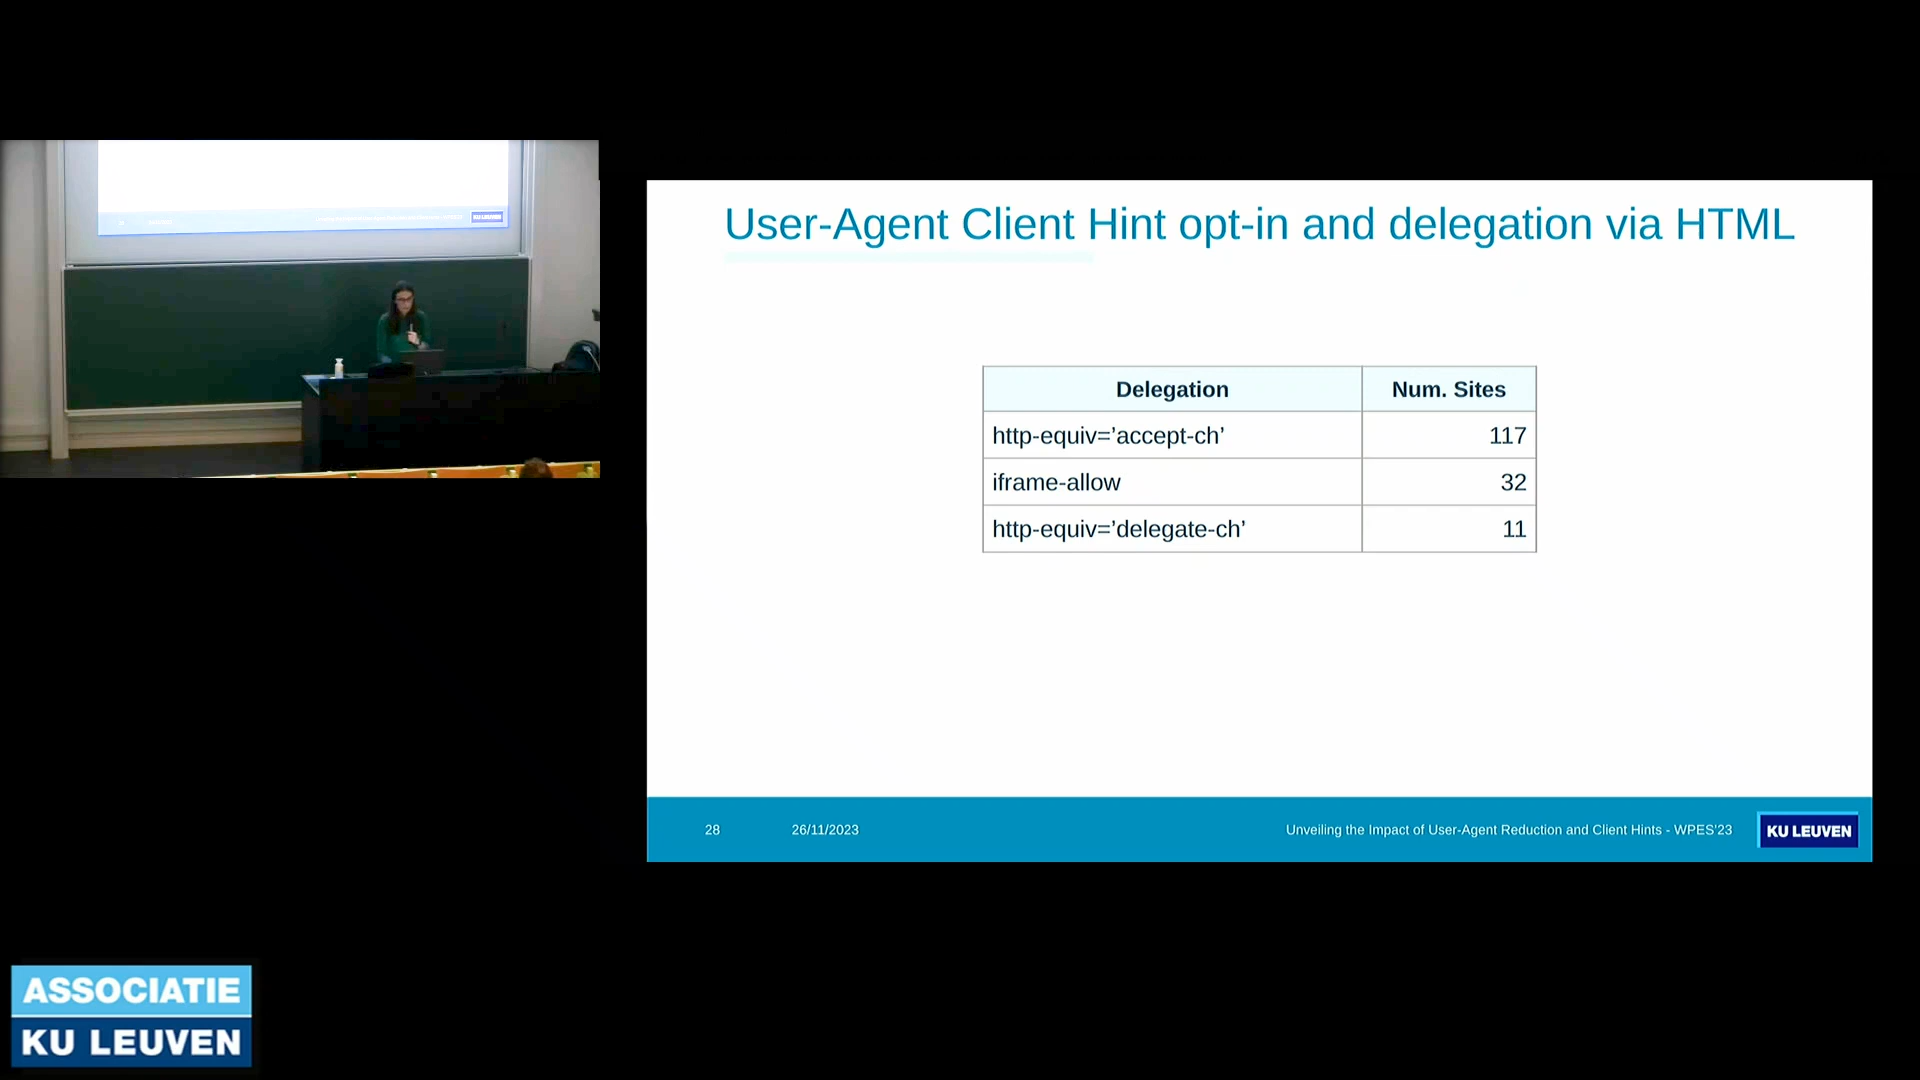 User-Agent Client Hint opt-in and delegation via HTML
Delegation Num. Sites
http-equiv=’accept-ch’ 117
iframe-allow 32
http-equiv=’delegate-ch’ 11
28 26/11/2023 Unveiling the Impact of User-Agent Reduction and Client Hints - WPES’23 KU LEUVEN
KU LEUVEN
ASSOCIATIE
KU LEUVEN